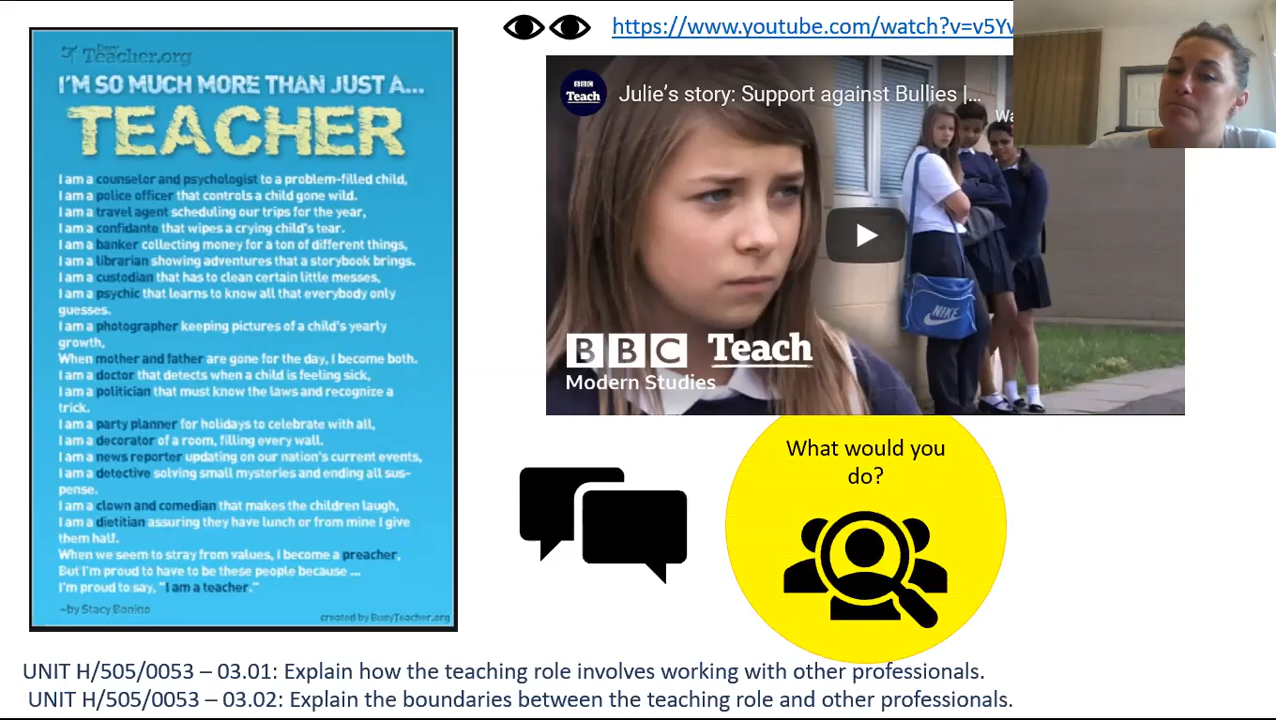 Busy
Teacher.org
I'M SO MUCH MORE THAN JUST A...
TEACHER
I am a counselor and psychologist to a problem-filled child,
I am a police officer that controls a child gone wild.
I am a travel agent scheduling our trips for the year,
I am a confidante that wipes a crying child's tear.
I am a banker collecting money for a ton of different things,
I am a librarian showing adventures that a storybook brings.
I am a custodian that has to clean certain little messes,
I am a psychic that learns to know all that everybody only
guesses.
I am a photographer keeping pictures of a child's yearly
growth,
When mother and father are gone for the day, I become both.
I am a doctor that detects when a child is feeling sick,
I am a politician that must know the laws and recognize a
trick.
I am a party planner for holidays to celebrate with all,
I am a decorator of a room, filling every wall.
I am a news reporter updating on our nation's current events,
I am a detective solving small mysteries and ending all sus-
pense.
I am a clown and comedian that makes the children laugh,
I am a dietitian assuring they have lunch or from mine I give
them half.
When we seem to stray from values, I become a preacher,
But I'm proud to have to be these people because ...
I'm proud to say, "I am a teacher."
~by Stacy Bonino
created by BusyTeacher.org
https://www.youtube.com/watch?v=v5Yv
BBC
Teach
Julie's story: Support against Bullies |...
Wa
NIKE
BBC Teach
Modern Studies
What would you
do?
UNIT H/505/0053 – 03.01: Explain how the teaching role involves working with other professionals.
UNIT H/505/0053 – 03.02: Explain the boundaries between the teaching role and other professionals.